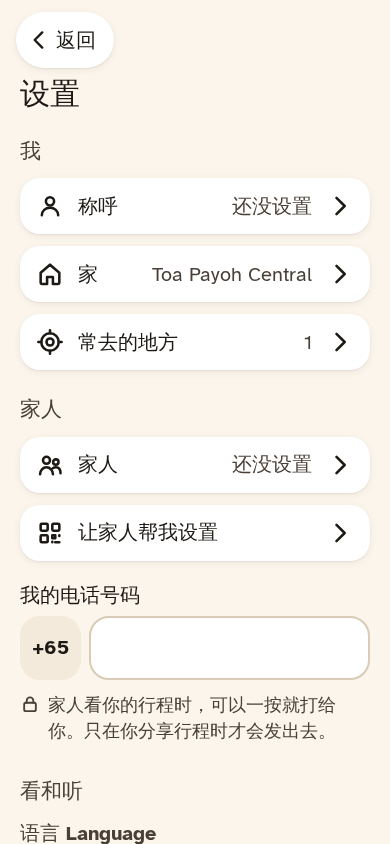 返回
设置
我
称呼 还没设置
家 Toa Payoh Central
常去的地方 1
家人
家人 还没设置
让家人帮我设置
我的电话号码
+65
家人看你的行程时，可以一按就打给
你。只在你分享行程时才会发出去。
看和听
语言 Language